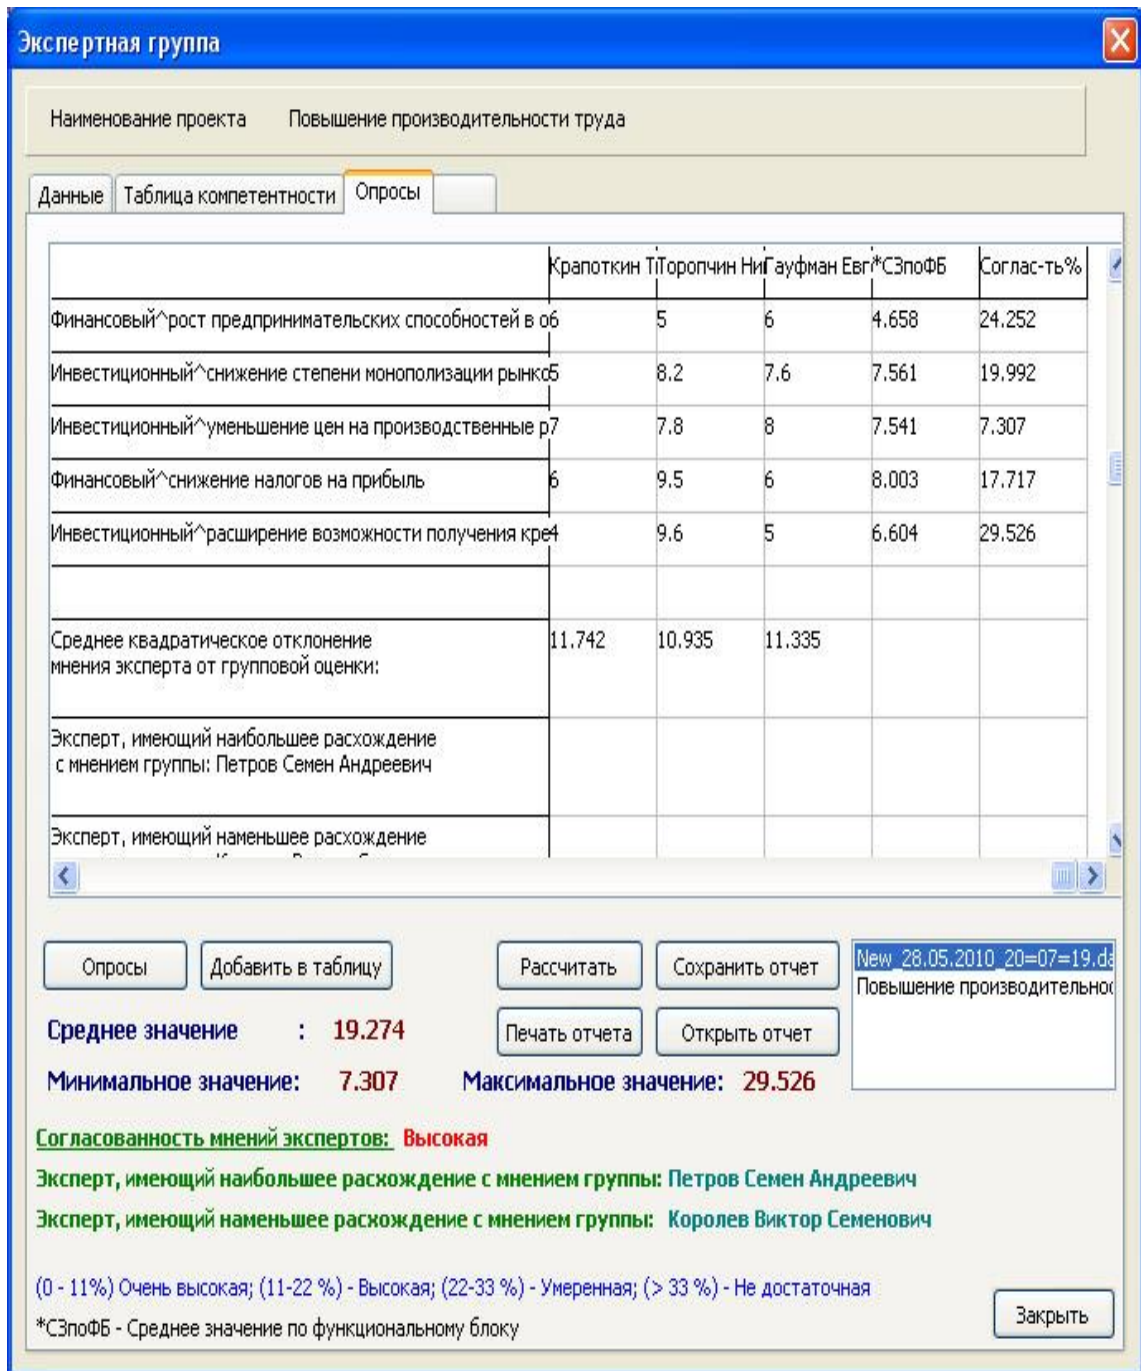 Экспертная группа
Наименование проекта Повышение производительности труда
Данные Таблица компетентности Опросы
Крапоткин Т Торопчин Ни Гауфман Евг *СЗпоФБ Соглас-ть%
Финансовый^рост предпринимательских способностей в о 6 5 6 4.658 24.252
Инвестиционный^снижение степени монополизации рынко 5 8.2 7.6 7.561 19.992
Инвестиционный^уменьшение цен на производственные р 7 7.8 8 7.541 7.307
Финансовый^снижение налогов на прибыль 6 9.5 6 8.003 17.717
Инвестиционный^расширение возможности получения кре 4 9.6 5 6.604 29.526
Среднее квадратическое отклонение 11.742 10.935 11.335
мнения эксперта от групповой оценки:
Эксперт, имеющий наибольшее расхождение
с мнением группы: Петров Семен Андреевич
Эксперт, имеющий наменьшее расхождение
Опросы Добавить в таблицу Рассчитать Сохранить отчет New_28.05.2010_20=07=19.da
Повышение производительнос
Среднее значение : 19.274 Печать отчета Открыть отчет
Минимальное значение: 7.307 Максимальное значение: 29.526
Согласованность мнений экспертов: Высокая
Эксперт, имеющий наибольшее расхождение с мнением группы: Петров Семен Андреевич
Эксперт, имеющий наменьшее расхождение с мнением группы: Королев Виктор Семенович
(0 - 11%) Очень высокая; (11-22 %) - Высокая; (22-33 %) - Умеренная; (> 33 %) - Не достаточная
*СЗпоФБ - Среднее значение по функциональному блоку
Закрыть